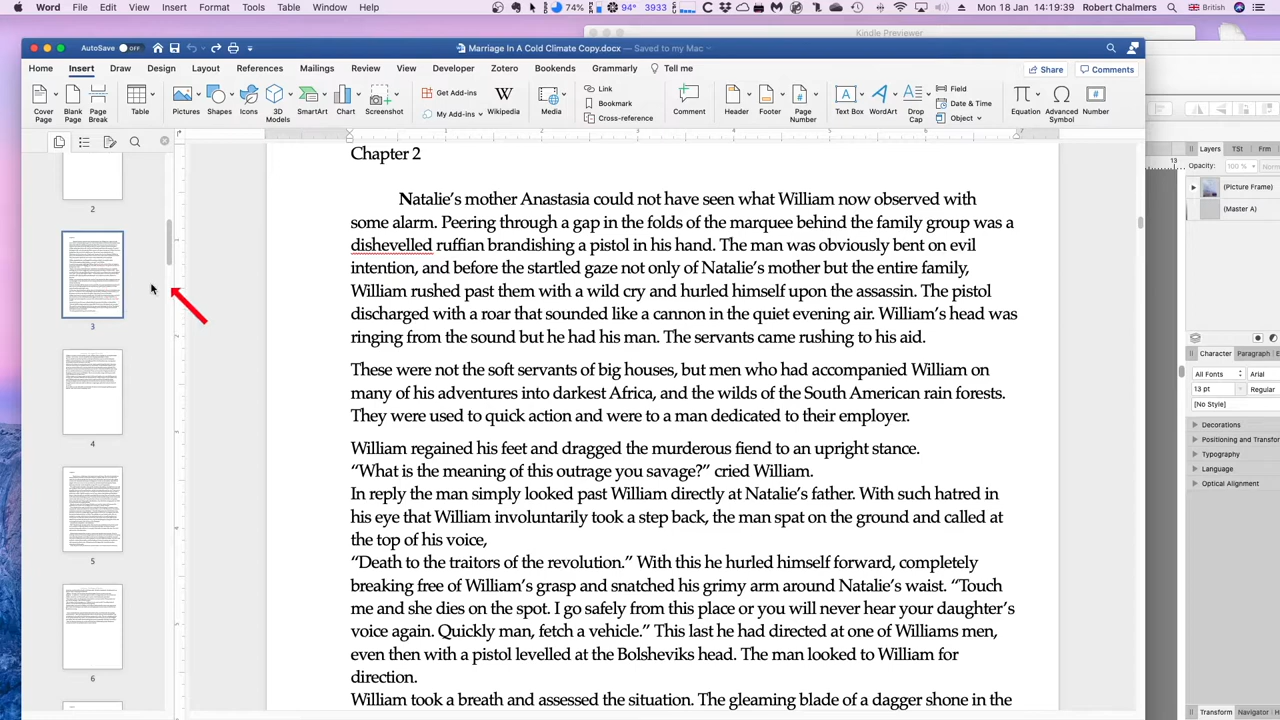 Word File Edit View Insert Format Tools Table Window Help 74% 94° 3933 Mon 18 Jan 14:19:39 Robert Chalmers British
Kindle Previewer
AutoSave OFF Marriage In A Cold Climate Copy.docx — Saved to my Mac
Home Insert Draw Design Layout References Mailings Review View Developer Zotero Bookends Grammarly Tell me Share Comments
Cover Page Blank Page Page Break Table Pictures Shapes Icons 3D Models SmartArt Chart Screenshot Get Add-ins My Add-ins Wikipedia Media Link Bookmark Cross-reference Comment Header Footer Page Number Text Box WordArt Drop Cap Field Date & Time Object Equation Advanced Symbol Number
Chapter 2
Natalie’s mother Anastasia could not have seen what William now observed with
some alarm. Peering through a gap in the folds of the marquee behind the family group was a
dishevelled ruffian brandishing a pistol in his hand. The man was obviously bent on evil
intention, and before the startled gaze not only of Natalie’s mother but the entire family,
William rushed past them with a wild cry and hurled himself upon the assassin. The pistol
discharged with a roar that sounded like a cannon in the quiet evening air. William’s head was
ringing from the sound but he had his man. The servants came rushing to his aid.
These were not the soft servants of big houses, but men who had accompanied William on
many of his adventures into darkest Africa, and the wilds of the South American rain forests.
They were used to quick action and were to a man dedicated to their employer.
William regained his feet and dragged the murderous fiend to an upright stance.
“What is the meaning of this outrage you savage?” cried William.
In reply the man simply looked past William directly at Natalie’s father. With such hatred in
his eye that William involuntarily took a step back, the man spat on the ground and called at
the top of his voice,
“Death to the traitors of the revolution.” With this he hurled himself forward, completely
breaking free of William’s grasp and snatched his grimy arm around Natalie’s waist. “Touch
me and she dies on the spot. I go safely from this place or you will never hear your daughter’s
voice again. Quickly man, fetch a vehicle.” This last he had directed at one of Williams men,
even then with a pistol levelled at the Bolsheviks head. The man looked to William for
direction.
William took a breath and assessed the situation. The gleaming blade of a dagger shone in the
2
3
4
5
6
13
Layers TSt Frm
Opacity: 100%
(Picture Frame)
(Master A)
Character Paragraph
All Fonts Arial
13 pt Regular
[No Style]
Decorations
Positioning and Transform
Typography
Language
Optical Alignment
Transform Navigator